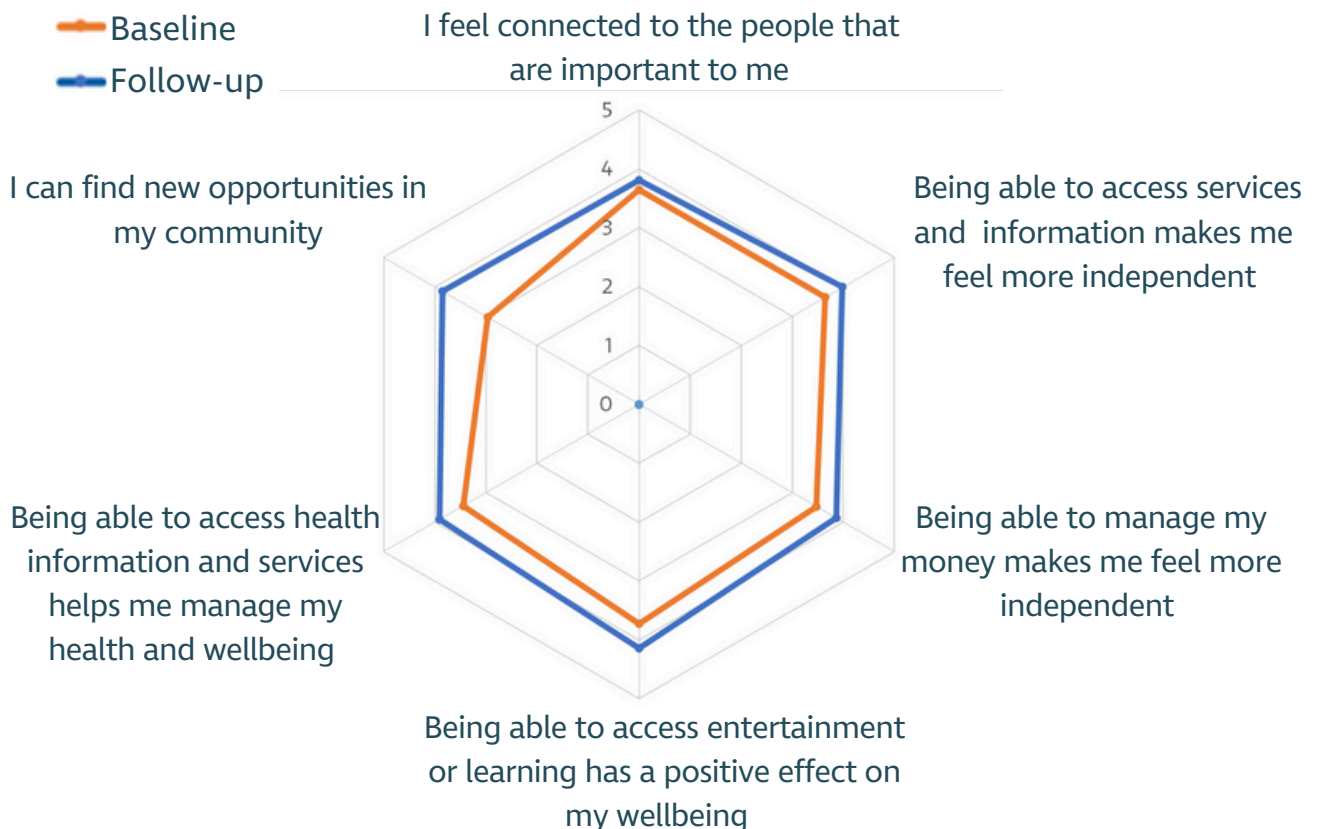 Baseline
Follow-up
I feel connected to the people that
are important to me
5
4
3
2
1
0
I can find new opportunities in
my community
Being able to access services
and  information makes me
feel more independent
Being able to access health
information and services
helps me manage my
health and wellbeing
Being able to manage my
money makes me feel more
independent
Being able to access entertainment
or learning has a positive effect on
my wellbeing